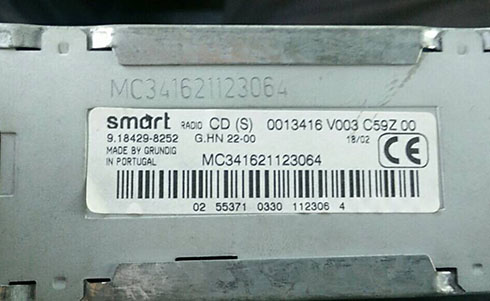 MC341621123064
smart RADIO CD (S) 0013416 V003 C59Z 00
9.18429-8252 G.HN 22-00 18/02
MADE BY GRUNDIG
IN PORTUGAL
MC341621123064
CE
02 55371 0330 112306 4